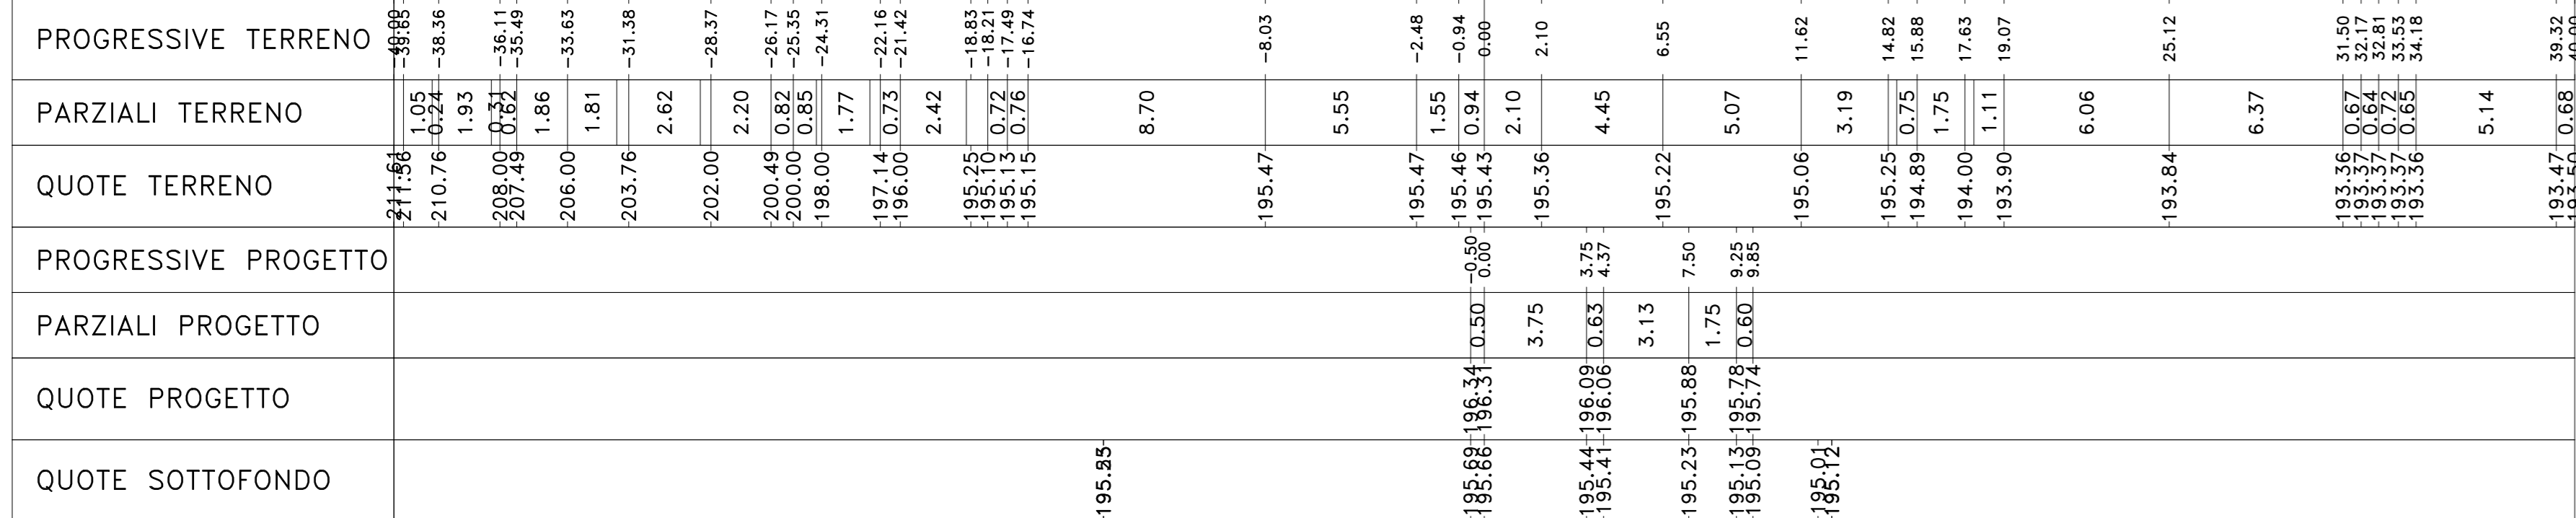 PROGRESSIVE TERRENO -40.00 -39.65 -38.36 -36.11 -35.49 -33.63 -31.38 -28.37 -26.17 -25.35 -24.31 -22.16 -21.42 -18.83 -18.21 -17.49 -16.74 -8.03 -2.48 -0.94 0.00 2.10 6.55 11.62 14.82 15.88 17.63 19.07 25.12 31.50 32.17 32.81 33.53 34.18 39.32 40.00
PARZIALI TERRENO 1.05 0.24 1.93 0.31 0.62 1.86 1.81 2.62 2.20 0.82 0.85 1.77 0.73 2.42 0.72 0.76 8.70 5.55 1.55 0.94 2.10 4.45 5.07 3.19 0.75 1.75 1.11 6.06 6.37 0.67 0.64 0.72 0.65 5.14 0.68
QUOTE TERRENO 211.61 211.56 210.76 208.00 207.49 206.00 203.76 202.00 200.49 200.00 198.00 197.14 196.00 195.25 195.10 195.13 195.15 195.47 195.47 195.46 195.43 195.36 195.22 195.06 195.25 194.89 194.00 193.90 193.84 193.36 193.37 193.37 193.37 193.36 193.47 193.50
PROGRESSIVE PROGETTO -0.50 0.00 3.75 4.37 7.50 9.25 9.85
PARZIALI PROGETTO 0.50 3.75 0.63 3.13 1.75 0.60
QUOTE PROGETTO 196.34 196.31 196.09 196.06 195.88 195.78 195.74
QUOTE SOTTOFONDO 195.69 195.66 195.44 195.41 195.23 195.13 195.09 195.01 195.12